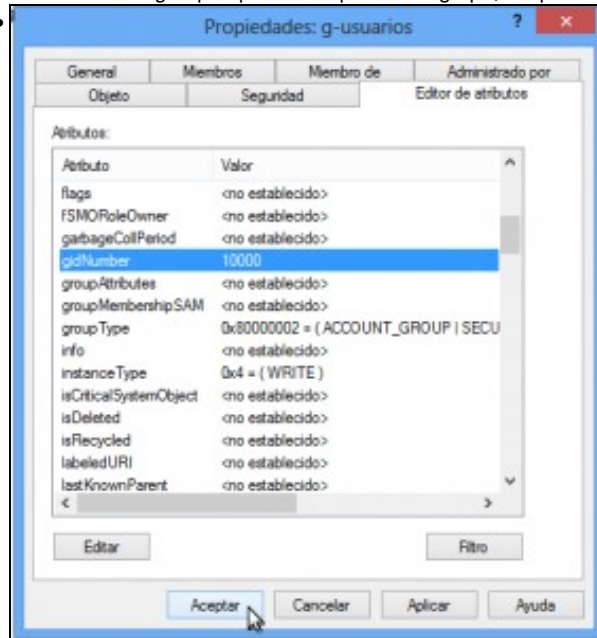 Propiedades: g-usuarios
?
×
General Miembros Miembro de Administrado por
Objeto Seguridad Editor de atributos
Atributos:
Atributo Valor
flags <no establecido>
fSMORoleOwner <no establecido>
garbageCollPeriod <no establecido>
gidNumber 10000
groupAttributes <no establecido>
groupMembershipSAM <no establecido>
groupType 0x80000002 = ( ACCOUNT_GROUP | SECU
info <no establecido>
instanceType 0x4 = ( WRITE )
isCriticalSystemObject <no establecido>
isDeleted <no establecido>
isRecycled <no establecido>
labeledURI <no establecido>
lastKnownParent <no establecido>
Editar Filtro
Aceptar Cancelar Aplicar Ayuda